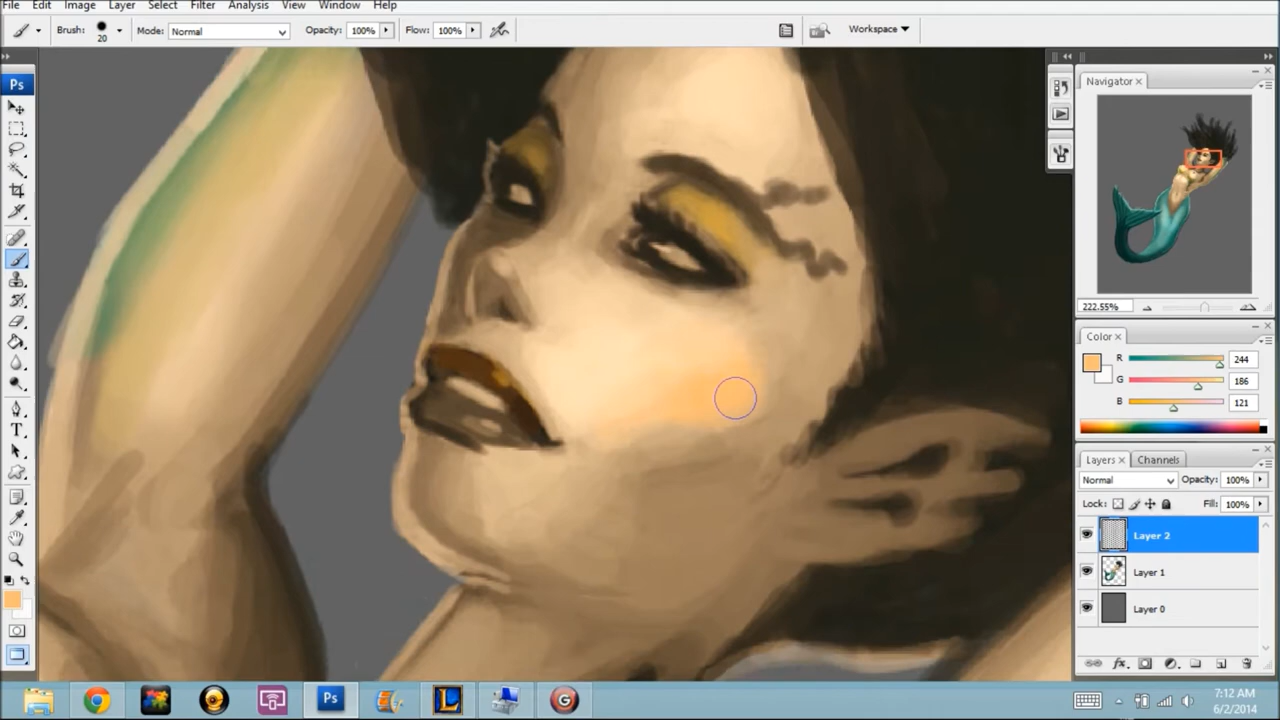 File Edit Image Layer Select Filter Analysis View Window Help
Brush: 20 Mode: Normal Opacity: 100% Flow: 100% Workspace
Ps
Navigator
222.55%
Color
R 244
G 186
B 121
Layers Channels
Normal Opacity: 100%
Lock: Fill: 100%
Layer 2
Layer 1
Layer 0
T
fx
Ps L G
7:12 AM
6/2/2014